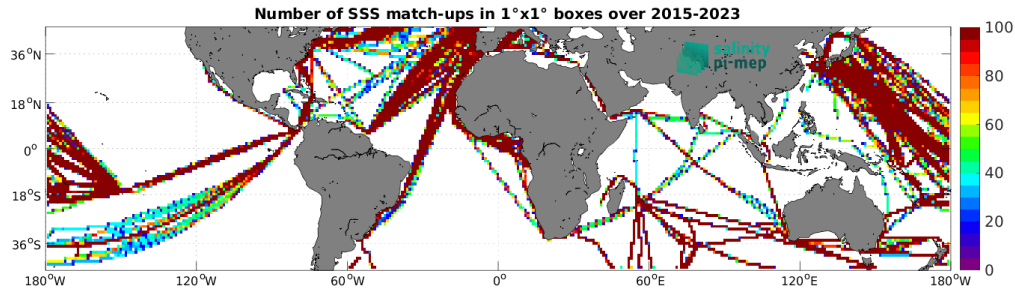 Number of SSS match-ups in 1°x1° boxes over 2015-2023
salinity
pi-mep
36°N
18°N
0°
18°S
36°S
180°W 120°W 60°W 0° 60°E 120°E 180°W
100
80
60
40
20
0